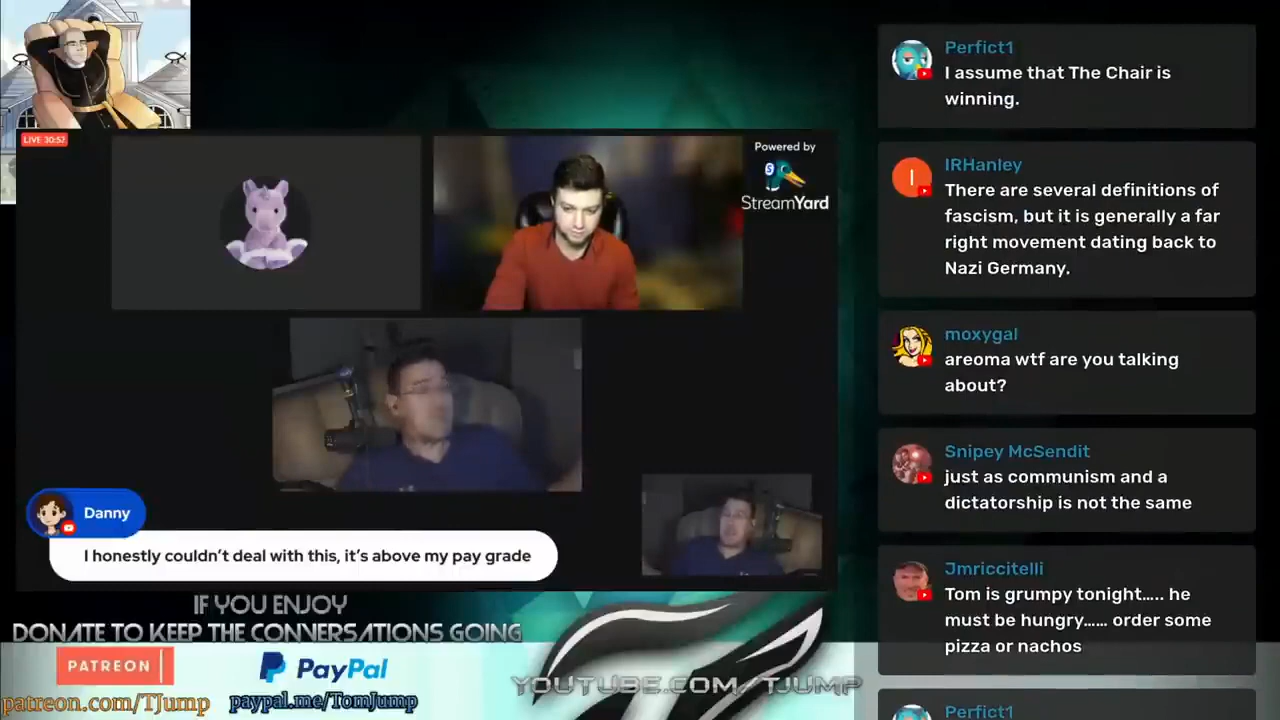 LIVE 30:52
Powered by
StreamYard
Danny
I honestly couldn't deal with this, it's above my pay grade
IF YOU ENJOY
DONATE TO KEEP THE CONVERSATIONS GOING
PATREON
PayPal
patreon.com/TJump
paypal.me/TomJump
YOUTUBE.COM/TJUMP
Perfict1
I assume that The Chair is
winning.
IRHanley
There are several definitions of
fascism, but it is generally a far
right movement dating back to
Nazi Germany.
moxygal
areoma wtf are you talking
about?
Snipey McSendit
just as communism and a
dictatorship is not the same
Jmriccitelli
Tom is grumpy tonight..... he
must be hungry...... order some
pizza or nachos
Perfict1